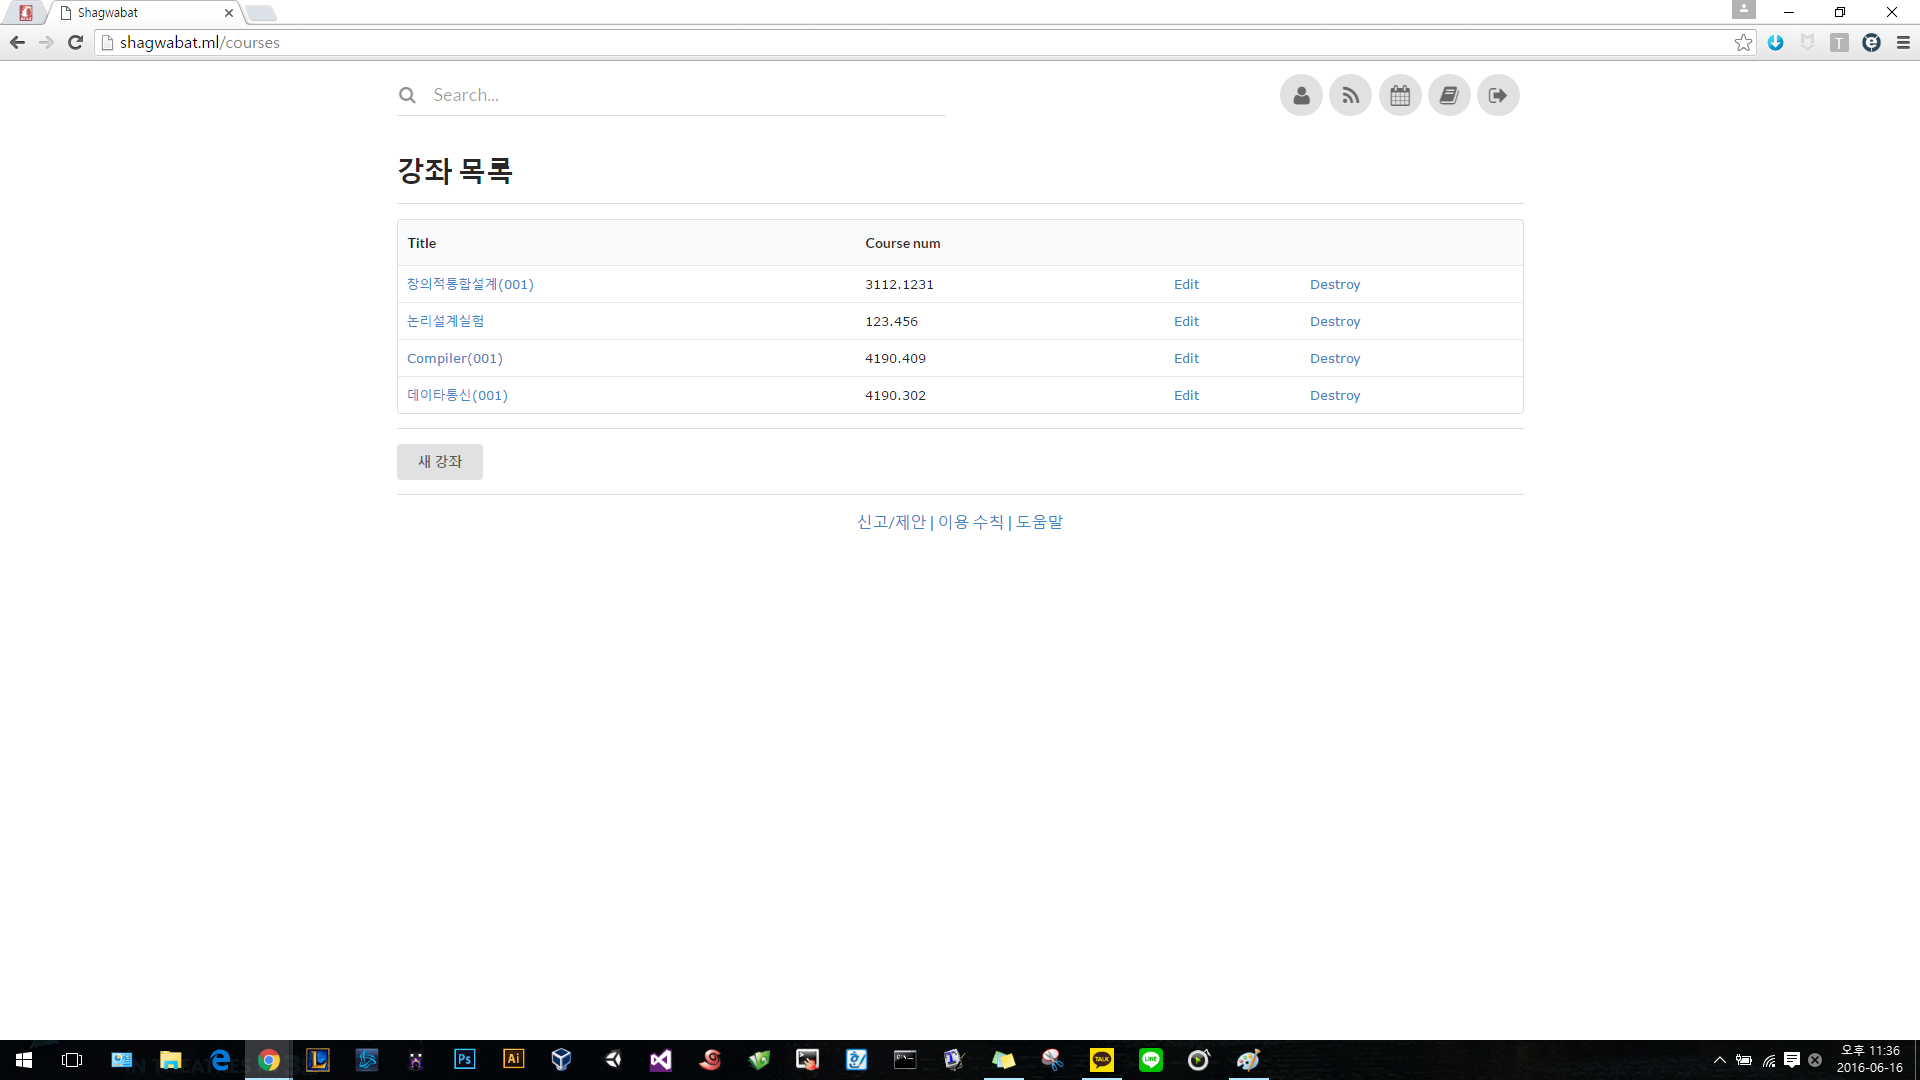 Shagwabat
shagwabat.ml/courses
Search...
강좌 목록
Title Course num
창의적통합설계(001) 3112.1231 Edit Destroy
논리설계실험 123.456 Edit Destroy
Compiler(001) 4190.409 Edit Destroy
데이타통신(001) 4190.302 Edit Destroy
새 강좌
신고/제안 | 이용 수칙 | 도움말
T
Ps
Ai
TALK
LINE
오후 11:36
2016-06-16